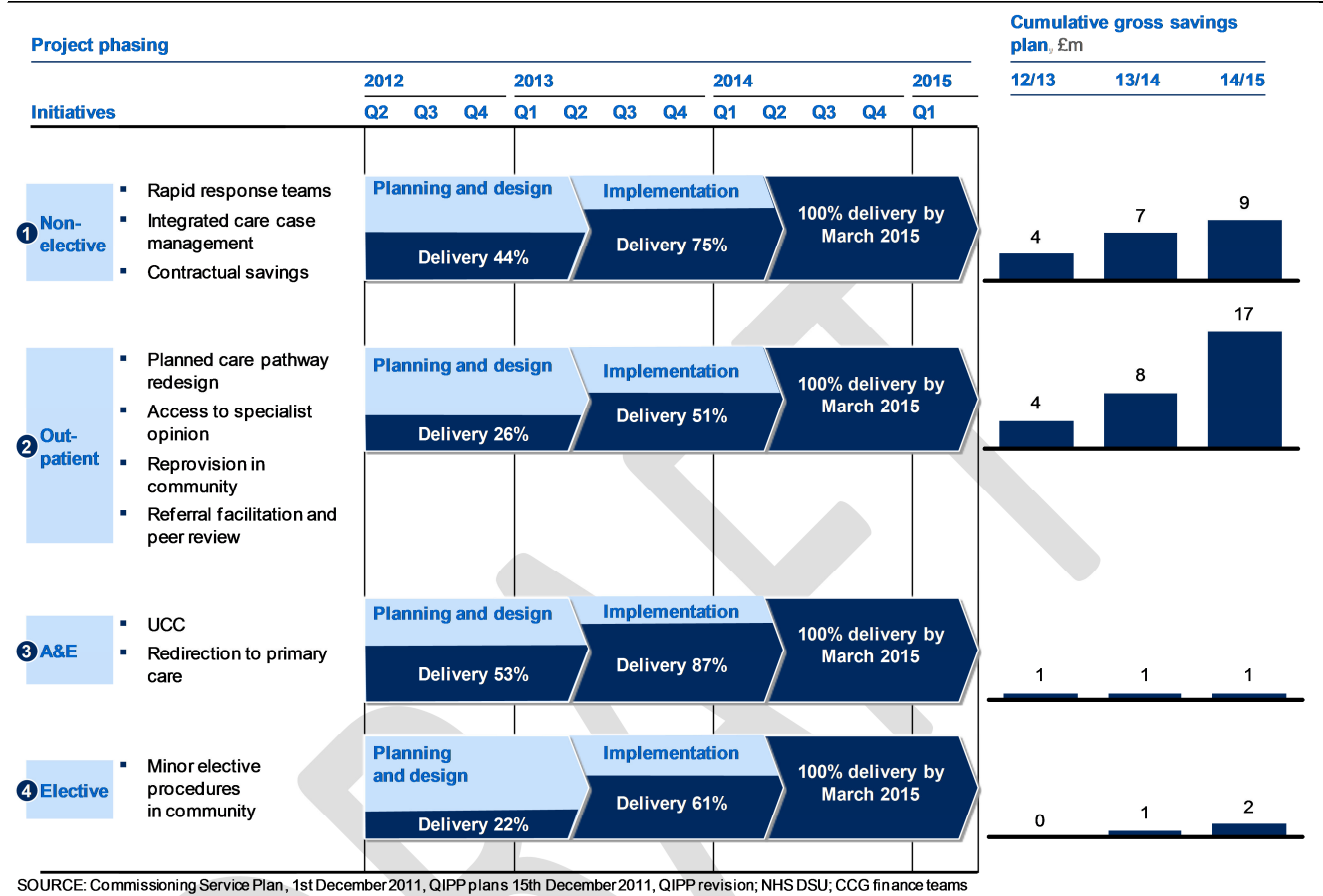 Cumulative gross savings
plan, £m
Project phasing
2012 2013 2014 2015
12/13 13/14 14/15
Initiatives
Q2 Q3 Q4 Q1 Q2 Q3 Q4 Q1 Q2 Q3 Q4 Q1
1 Non-
elective
▪ Rapid response teams
▪ Integrated care case
management
▪ Contractual savings
Planning and design
Delivery 44%
Implementation
Delivery 75%
100% delivery by
March 2015
4 7 9
2 Out-
patient
▪ Planned care pathway
redesign
▪ Access to specialist
opinion
▪ Reprovision in
community
▪ Referral facilitation and
peer review
Planning and design
Delivery 26%
Implementation
Delivery 51%
100% delivery by
March 2015
4 8 17
3 A&E
▪ UCC
▪ Redirection to primary
care
Planning and design
Delivery 53%
Implementation
Delivery 87%
100% delivery by
March 2015
1 1 1
4 Elective
▪ Minor elective
procedures
in community
Planning
and design
Delivery 22%
Implementation
Delivery 61%
100% delivery by
March 2015
0 1 2
SOURCE: Commissioning Service Plan, 1st December 2011, QIPP plans 15th December 2011, QIPP revision; NHS DSU; CCG finance teams
DRAFT